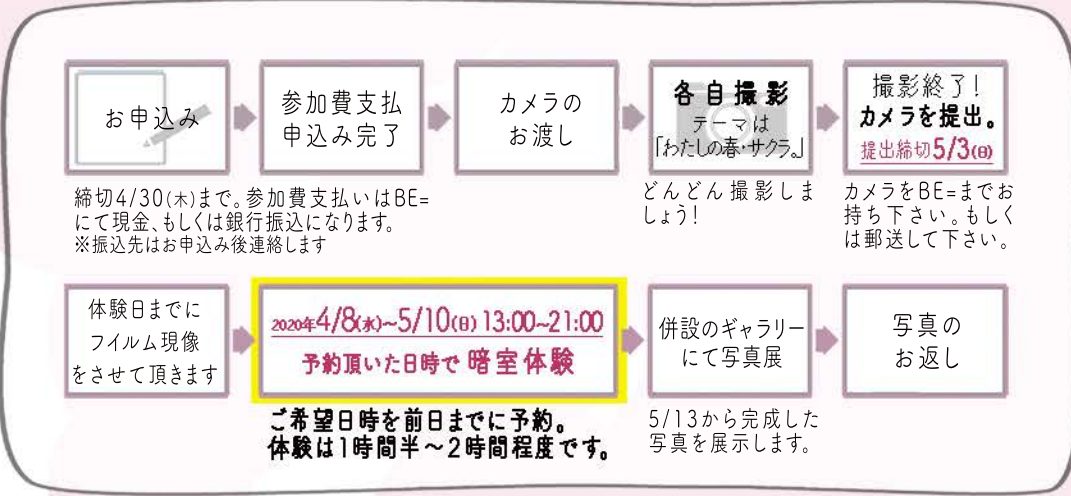 お申込み
参加費支払
申込み完了
カメラの
お渡し
各自撮影
テーマは
「わたしの春・サクラ。」
撮影終了!
カメラを提出。
提出締切5/3(日)
締切4/30(木)まで。参加費支払いはBE=
にて現金、もしくは銀行振込になります。
※振込先はお申込み後連絡します
どんどん撮影しま
しょう!
カメラをBE=までお
持ち下さい。もしく
は郵送して下さい。
体験日までに
フイルム現像
をさせて頂きます
2020年4/8(水)~5/10(日) 13:00~21:00
予約頂いた日時で 暗室体験
併設のギャラリー
にて写真展
写真の
お返し
ご希望日時を前日までに予約。
体験は1時間半～2時間程度です。
5/13から完成した
写真を展示します。